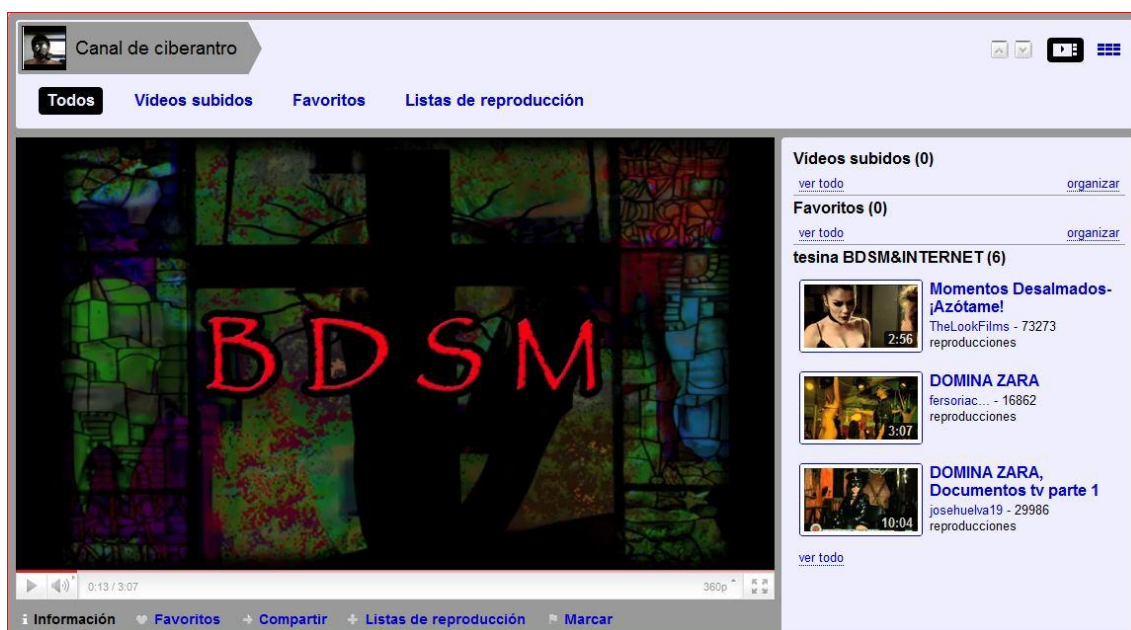 Canal de ciberantro
Todos Vídeos subidos Favoritos Listas de reproducción
BDSM
0:13 / 3:07 360p
Información Favoritos Compartir Listas de reproducción Marcar
Vídeos subidos (0)
ver todo organizar
Favoritos (0)
ver todo organizar
tesina BDSM&INTERNET (6)
2:56
Momentos Desalmados-
¡Azótame!
TheLookFilms - 73273
reproducciones
3:07
DOMINA ZARA
fersoriac... - 16862
reproducciones
10:04
DOMINA ZARA,
Documentos tv parte 1
josehuelva19 - 29986
reproducciones
ver todo